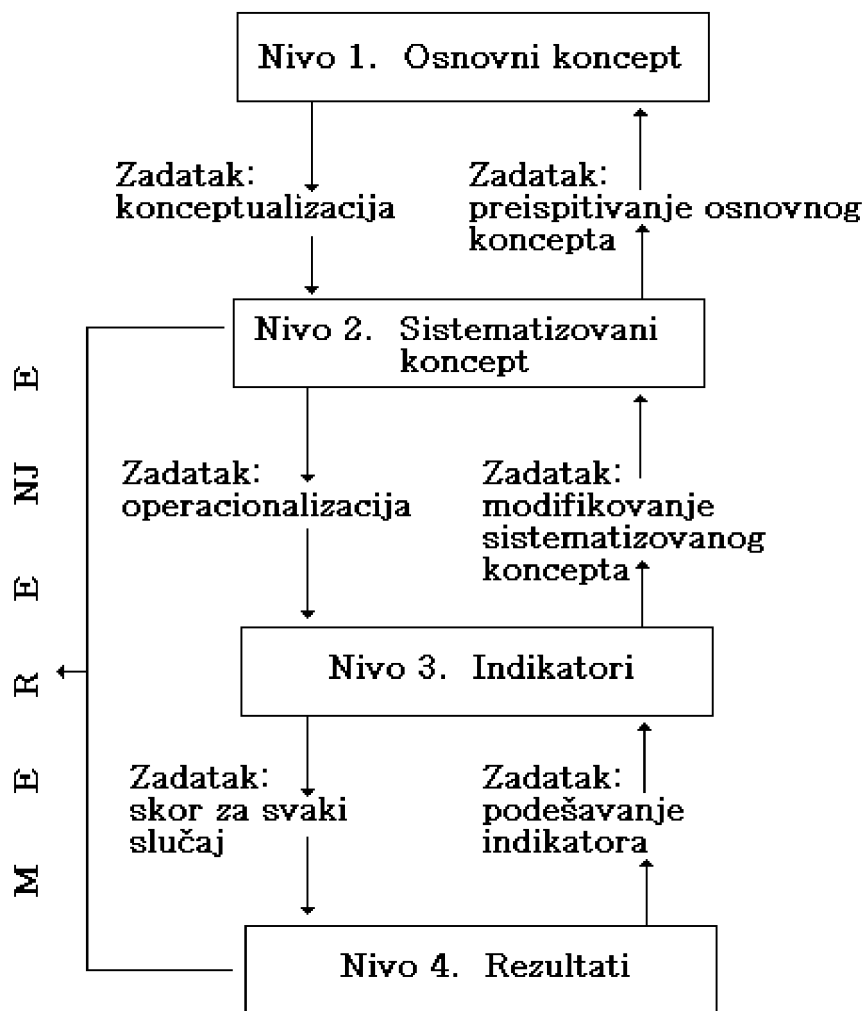 Nivo 1. Osnovni koncept
Zadatak:
konceptualizacija
Zadatak:
preispitivanje osnovnog
koncepta
Nivo 2. Sistematizovani
koncept
Zadatak:
operacionalizacija
Zadatak:
modifikovanje
sistematizovanog
koncepta
Nivo 3. Indikatori
Zadatak:
skor za svaki
slučaj
Zadatak:
podešavanje
indikatora
Nivo 4. Rezultati
M E R E NJ E